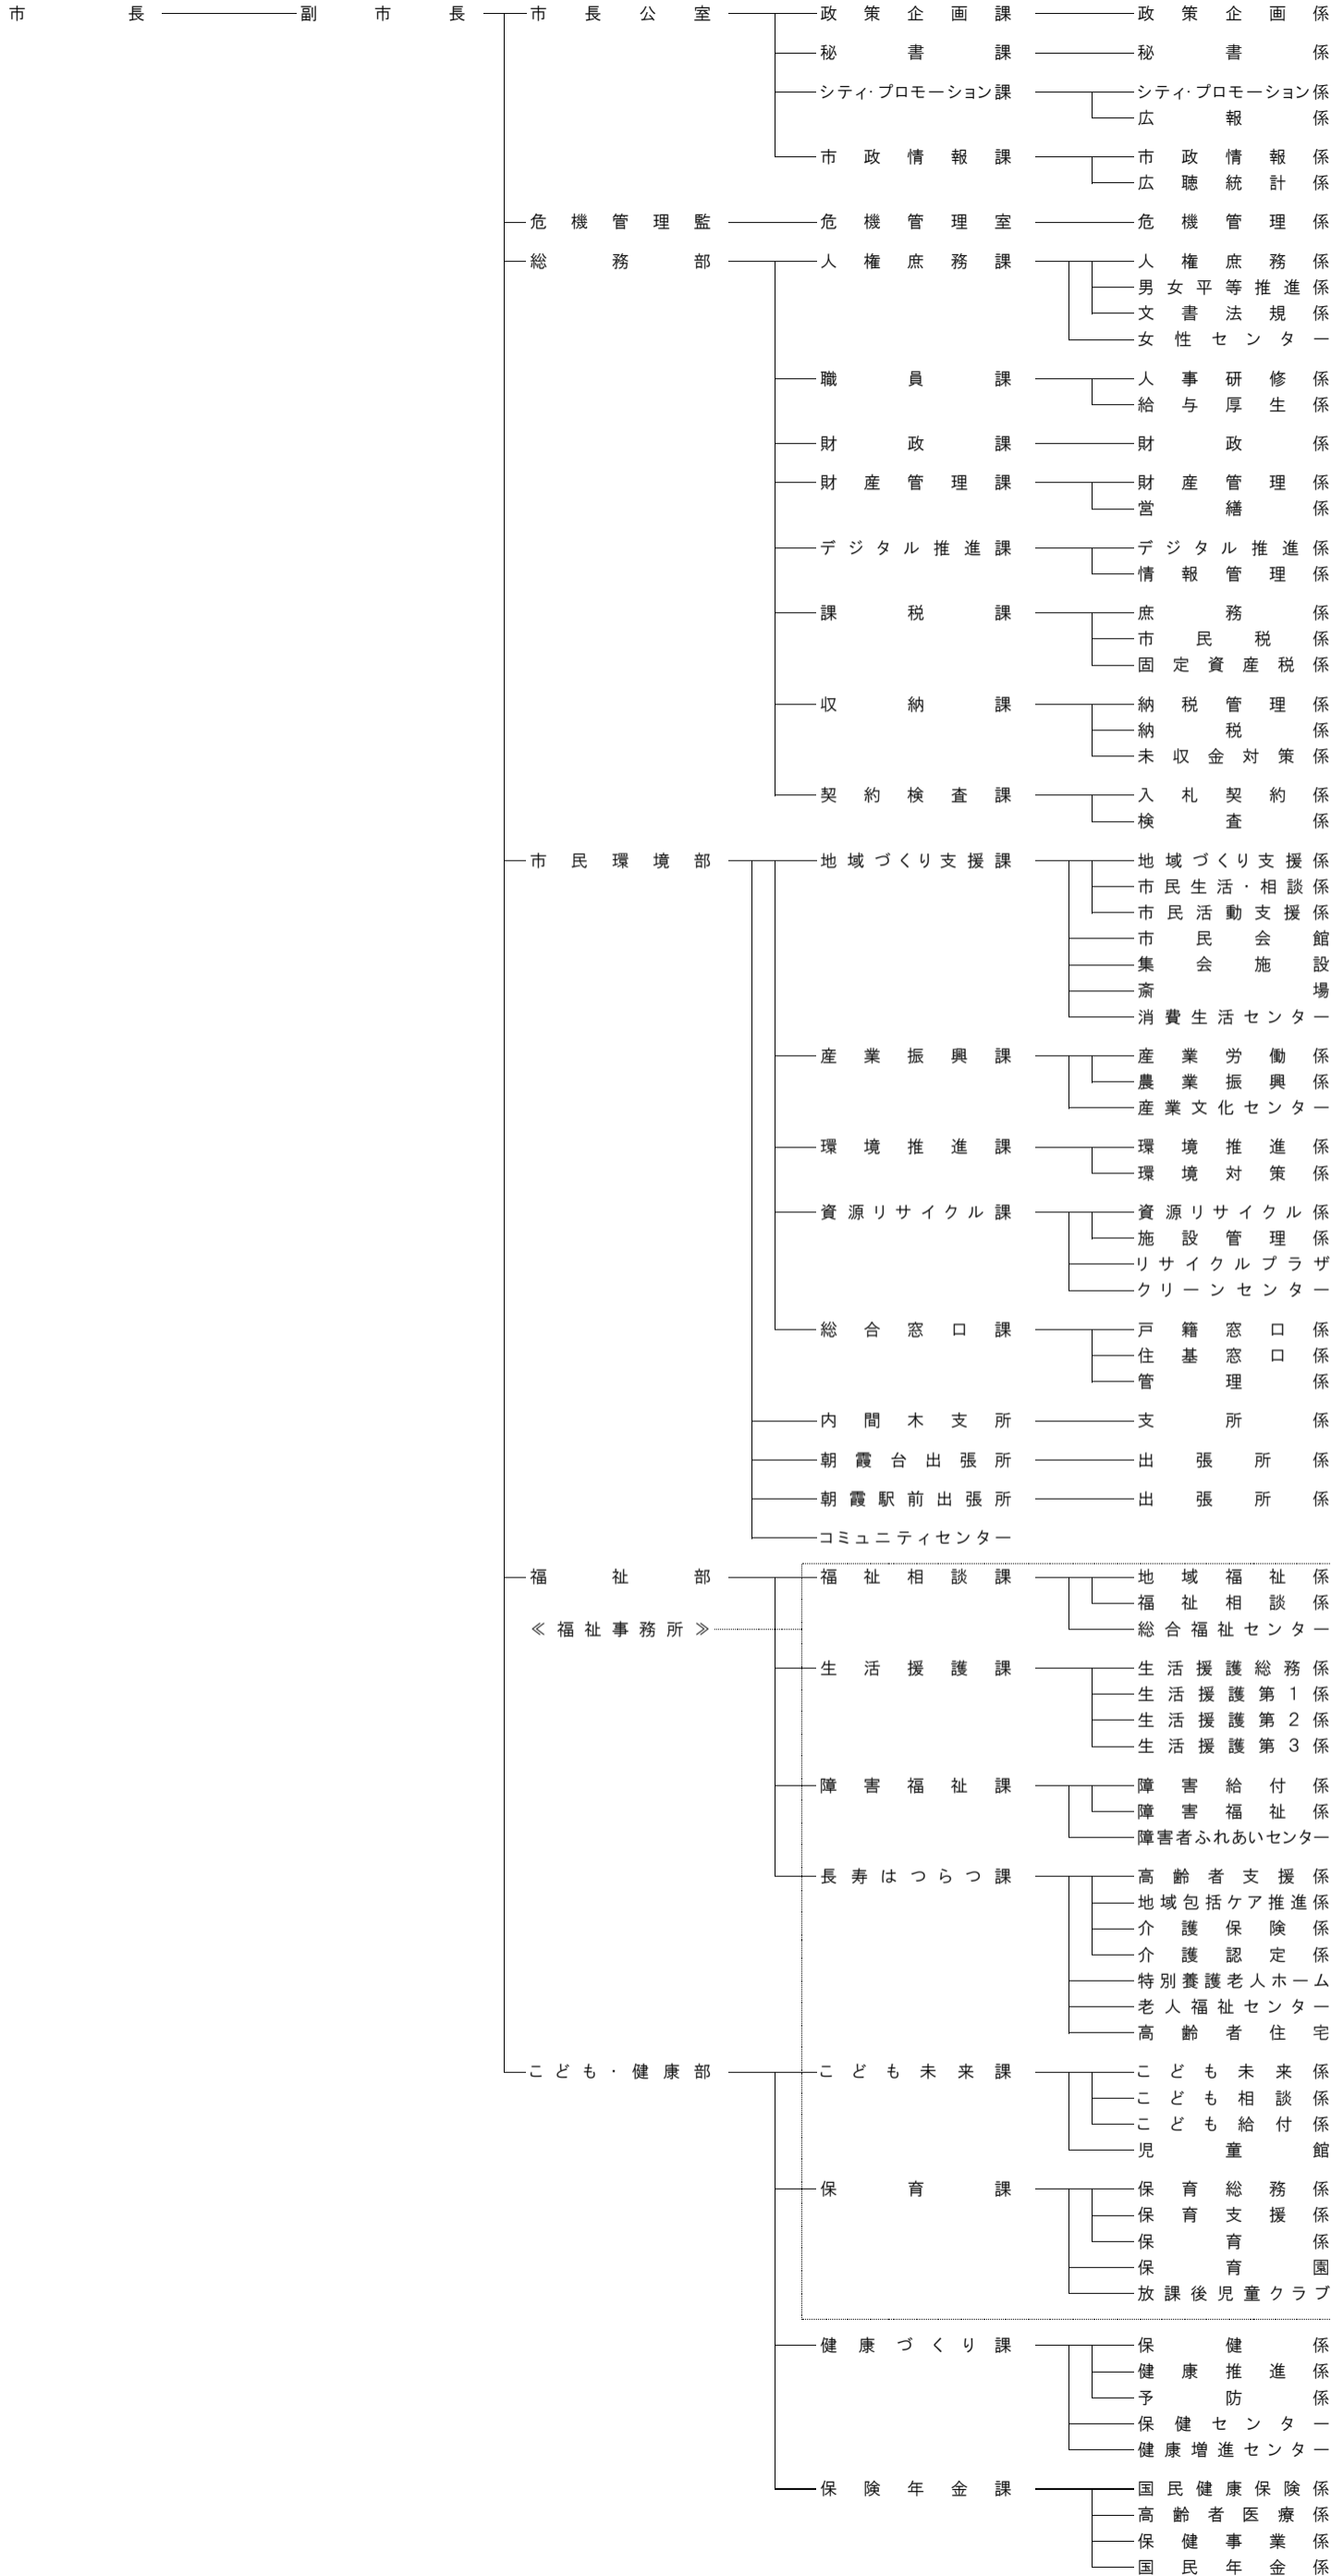 市長 副市長 市長公室 政策企画課 政策企画係
秘書課 秘書係
シティ・プロモーション課 シティ・プロモーション係
広報係
市政情報課 市政情報係
広聴統計係
危機管理監 危機管理室 危機管理係
総務部 人権庶務課 人権庶務係
男女平等推進係
文書法規係
女性センター
職員課 人事研修係
給与厚生係
財政課 財政係
財産管理課 財産管理係
営繕係
デジタル推進課 デジタル推進係
情報管理係
課税課 庶務係
市民税係
固定資産税係
収納課 納税管理係
納税係
未収金対策係
契約検査課 入札契約係
検査係
市民環境部 地域づくり支援課 地域づくり支援係
市民生活・相談係
市民活動支援係
市民会館
集会施設
斎場
消費生活センター
産業振興課 産業労働係
農業振興係
産業文化センター
環境推進課 環境推進係
環境対策係
資源リサイクル課 資源リサイクル係
施設管理係
リサイクルプラザ
クリーンセンター
総合窓口課 戸籍窓口係
住基窓口係
管理係
内間木支所 支所係
朝霞台出張所 出張所係
朝霞駅前出張所 出張所係
コミュニティセンター
福祉部 福祉相談課 地域福祉係
福祉相談係
≪福祉事務所≫ 総合福祉センター
生活援護課 生活援護総務係
生活援護第1係
生活援護第2係
生活援護第3係
障害福祉課 障害給付係
障害福祉係
障害者ふれあいセンター
長寿はつらつ課 高齢者支援係
地域包括ケア推進係
介護保険係
介護認定係
特別養護老人ホーム
老人福祉センター
高齢者住宅
こども・健康部 こども未来課 こども未来係
こども相談係
こども給付係
児童館
保育課 保育総務係
保育支援係
保育係
保育園
放課後児童クラブ
健康づくり課 保健係
健康推進係
予防係
保健センター
健康増進センター
保険年金課 国民健康保険係
高齢者医療係
保健事業係
国民年金係